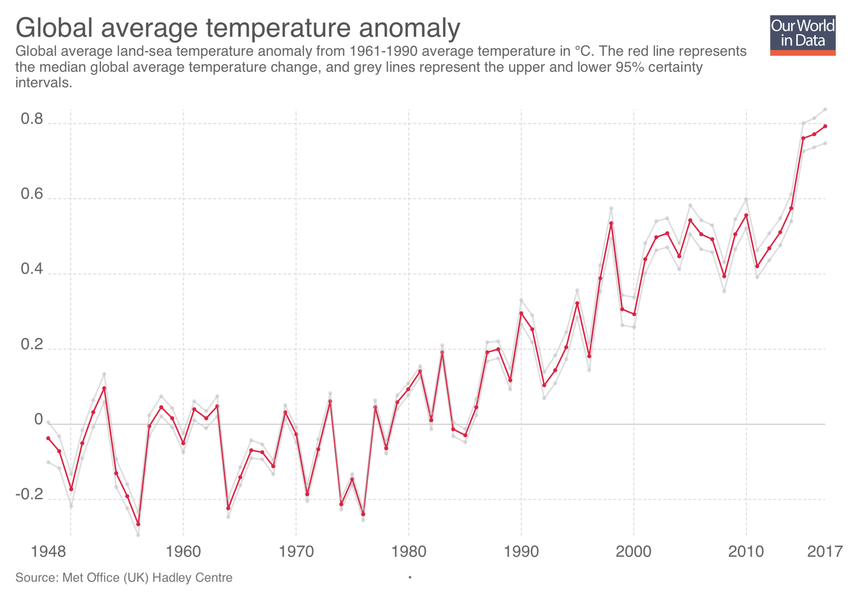 Global average temperature anomaly
Our World
in Data
Global average land-sea temperature anomaly from 1961-1990 average temperature in °C. The red line represents
the median global average temperature change, and grey lines represent the upper and lower 95% certainty
intervals.
0.8
0.6
0.4
0.2
0
-0.2
1948 1960 1970 1980 1990 2000 2010 2017
Source: Met Office (UK) Hadley Centre